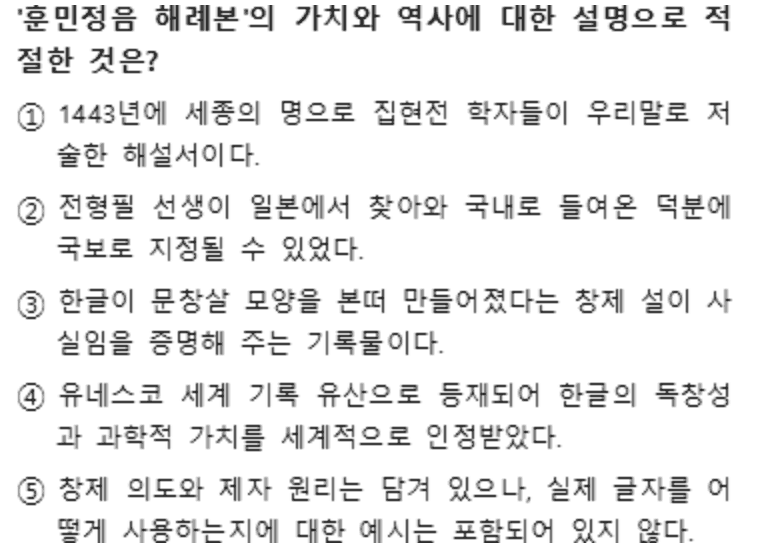 '훈민정음 해례본'의 가치와 역사에 대한 설명으로 적
절한 것은?
① 1443년에 세종의 명으로 집현전 학자들이 우리말로 저
술한 해설서이다.
② 전형필 선생이 일본에서 찾아와 국내로 들여온 덕분에
국보로 지정될 수 있었다.
③ 한글이 문창살 모양을 본떠 만들어졌다는 창제 설이 사
실임을 증명해 주는 기록물이다.
④ 유네스코 세계 기록 유산으로 등재되어 한글의 독창성
과 과학적 가치를 세계적으로 인정받았다.
⑤ 창제 의도와 제자 원리는 담겨 있으나, 실제 글자를 어
떻게 사용하는지에 대한 예시는 포함되어 있지 않다.